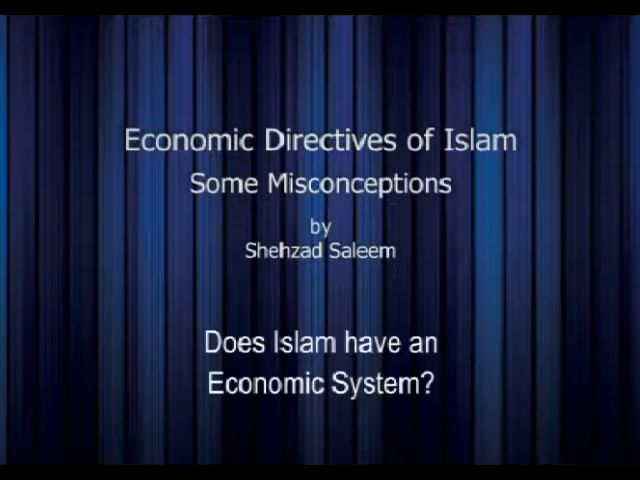 Economic Directives of Islam
Some Misconceptions
by
Shehzad Saleem
Does Islam have an
Economic System?